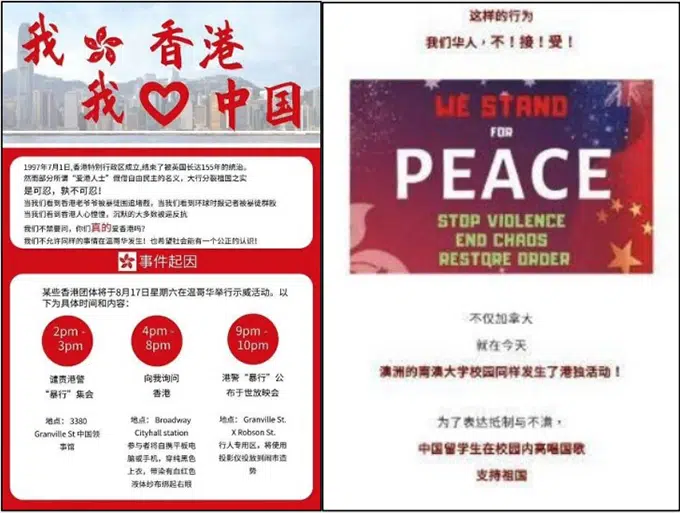 我 香港
我 中国
1997年7月1日,香港特别行政区成立,结束了被英国长达155年的统治。
然而部分所谓“爱港人士”做借自由民主的名义，大行分裂祖国之实
是可忍，孰不可忍！
当我们看到香港老爷爷被暴徒围追堵截，当我们看到环球时报记者被暴徒群殴
当我们看到香港人心惶惶，沉默的大多数被逼反抗
我们不禁要问，你们真的爱香港吗？
我们不允许同样的事情在温哥华发生！也希望社会能有一个公正的认识！
事件起因
某些香港团体将于8月17日星期六在温哥华举行示威活动。以
下为具体时间和内容：
2pm -
3pm
谴责港警
“暴行”集会
地点： 3380
Granville St 中国领
事馆
4pm -
8pm
向我询问
香港
地点： Broadway
Cityhall station
参与者将自携平板电
脑或手机，穿纯黑色
上衣，带染有血红色
液体纱布绑起右眼
9pm -
10pm
港警“暴行”公
布于世放映会
地点： Granville St.
X Robson St.
行人专用区，将使用
投影仪投放到闹市造
势
这样的行为
我们华人，不！接！受！
WE STAND
FOR
PEACE
STOP VIOLENCE
END CHAOS
RESTORE ORDER
不仅加拿大
就在今天
澳洲的南澳大学校园同样发生了港独活动！
为了表达抵制与不满，
中国留学生在校园内高唱国歌
支持祖国